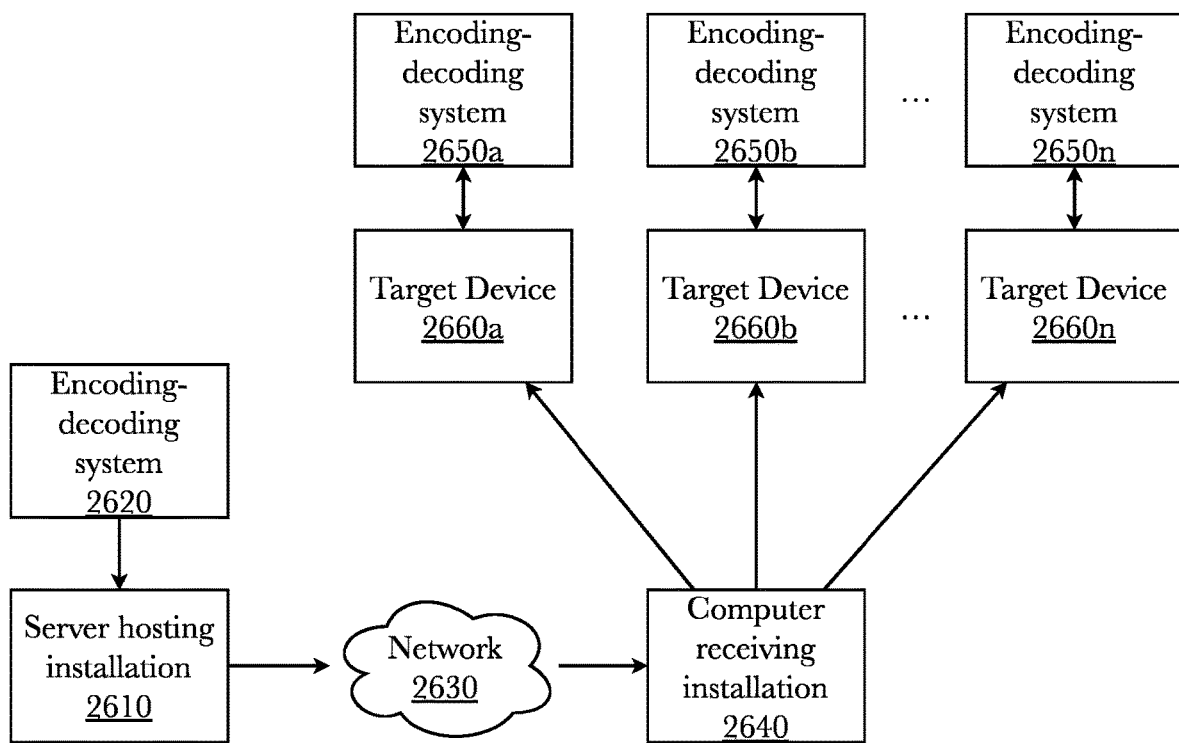 Encoding-
decoding
system
2650a
Encoding-
decoding
system
2650b
...
Encoding-
decoding
system
2650n
Target Device
2660a
Target Device
2660b
...
Target Device
2660n
Encoding-
decoding
system
2620
Server hosting
installation
2610
Network
2630
Computer
receiving
installation
2640